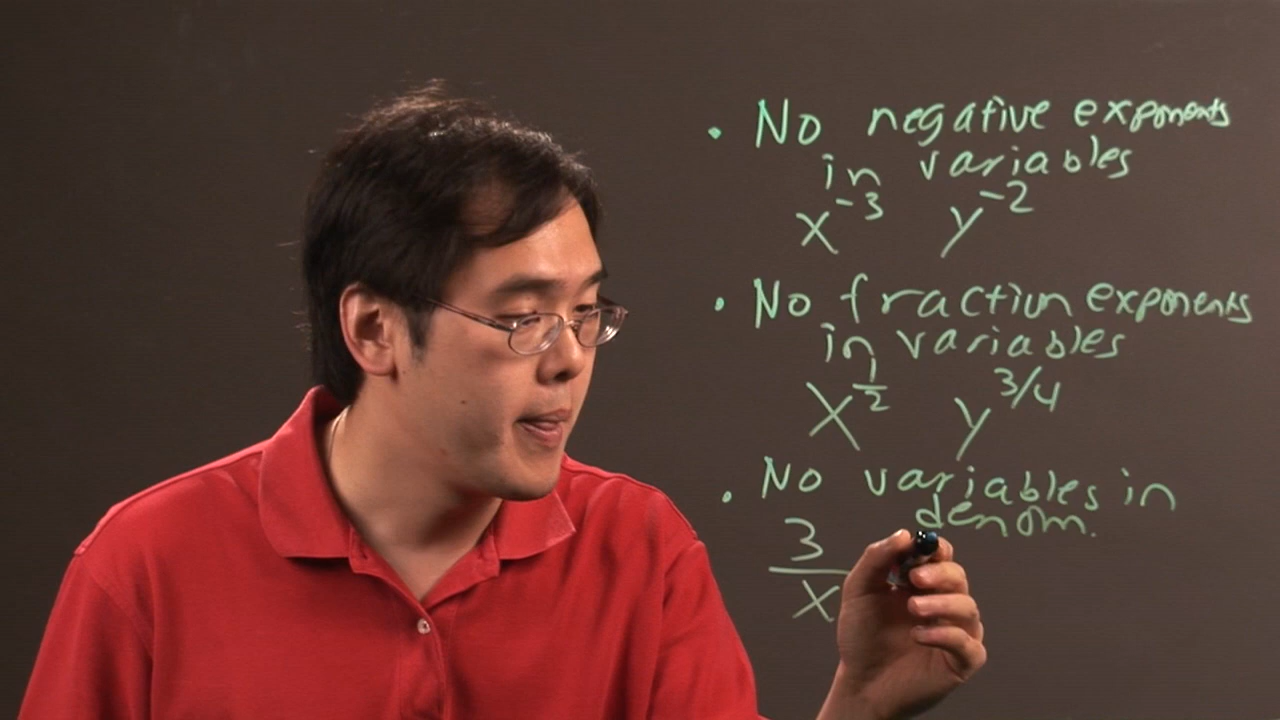 • No negative exponents
in variables
x⁻³ y⁻²
• No fraction exponents
in variables
x^1/2 y^3/4
• No variables in
denom.
3
x